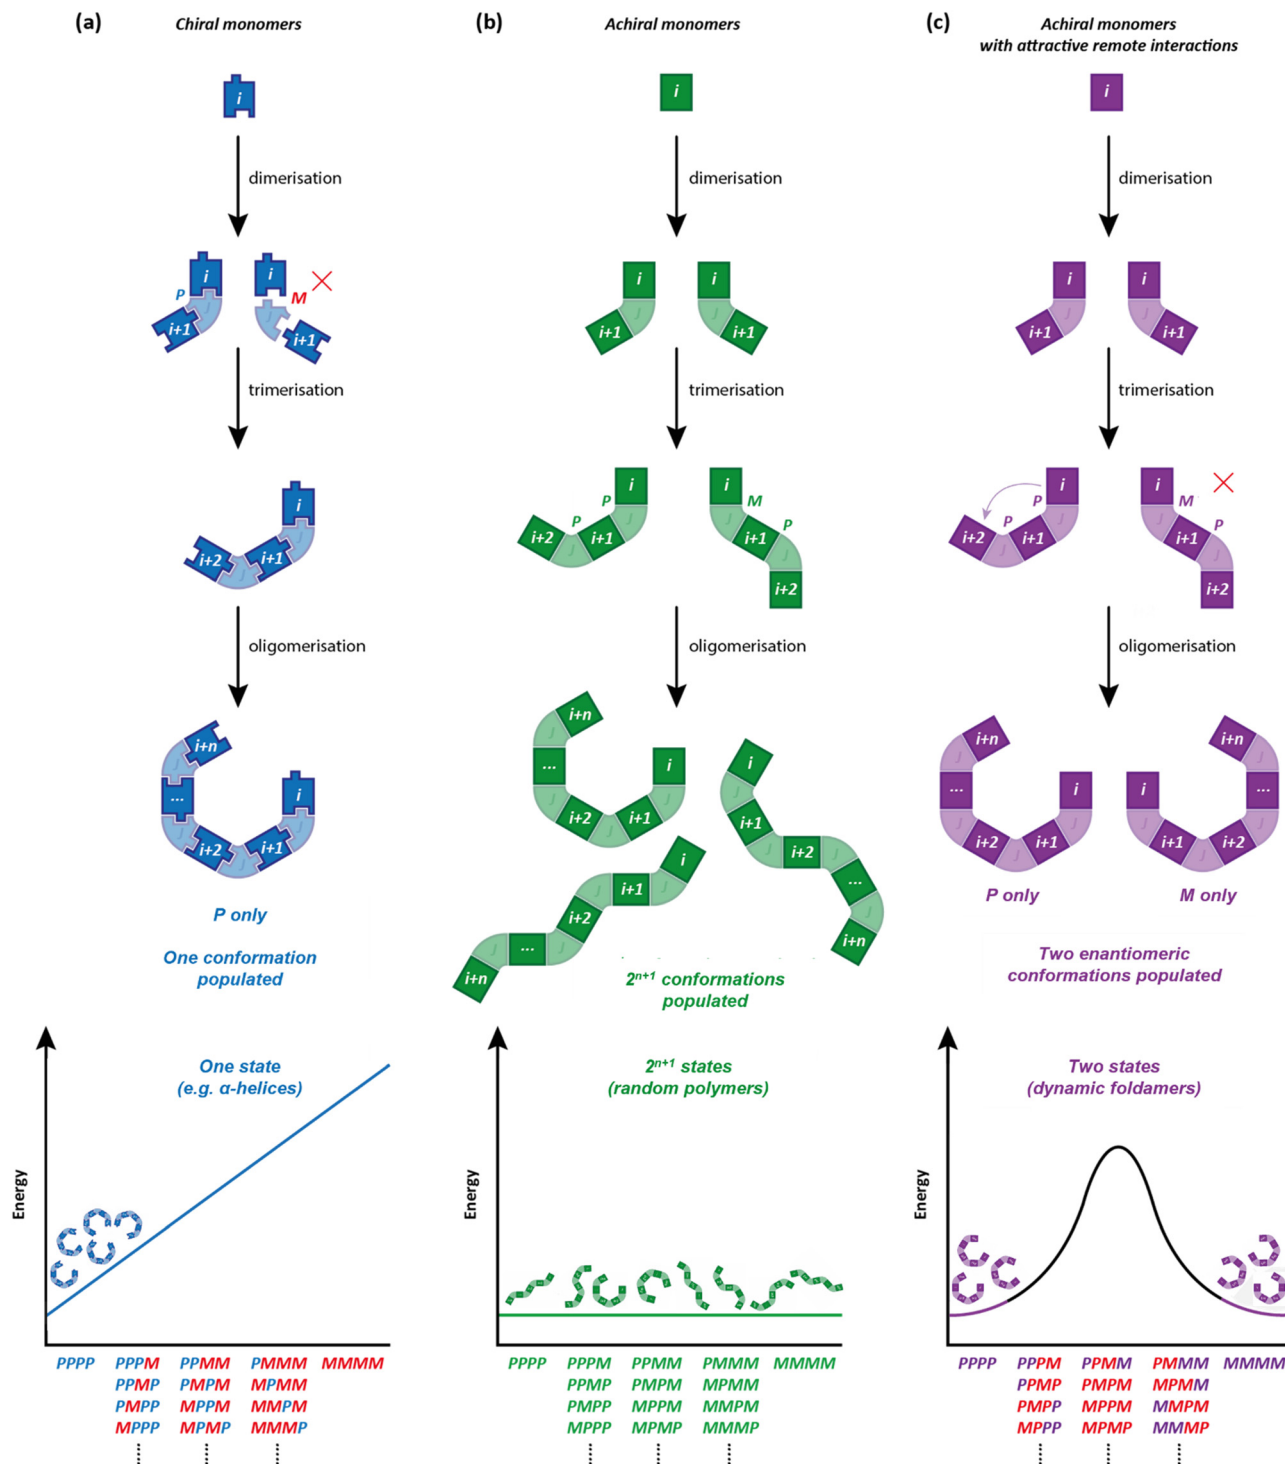 (a)
Chiral monomers
i
dimerisation
i
P
i+1
i
M
i+1
trimerisation
i
i+2
i+1
J
oligomerisation
i+n
...
i
i+2
i+1
J
P only
One conformation
populated
One state
(e.g. α-helices)
Energy
PPPP PPPM PPMM PMMM MMMM
PPMP PMPM MPMM
PMPP MPPM MMPM
MPPP MPMP MMMP
(b)
Achiral monomers
i
dimerisation
i
i+1
J
i
i+1
J
trimerisation
i
P
P
i+2
i+1
J
i
M
P
i+1
i+2
J
oligomerisation
i+n
...
i
i+2
i+1
J
i
i+1
i+2
...
i+n
i
i+1
i+2
...
i+n
2n+1 conformations
populated
2n+1 states
(random polymers)
Energy
PPPP PPPM PPMM PMMM MMMM
PPMP PMPM MPMM
PMPP MPPM MMPM
MPPP MPMP MMMP
(c)
Achiral monomers
with attractive remote interactions
i
dimerisation
i
i+1
J
i
i+1
J
trimerisation
i
P
P
i+2
i+1
J
i
M
P
i+1
i+2
J
oligomerisation
i+n
...
i
i+2
i+1
J
i+n
...
i
i+1
i+2
J
P only
M only
Two enantiomeric
conformations populated
Two states
(dynamic foldamers)
Energy
PPPP PPPM PPMM PMMM MMMM
PPMP PMPM MPMM
PMPP MPPM MMPM
MPPP MPMP MMMP